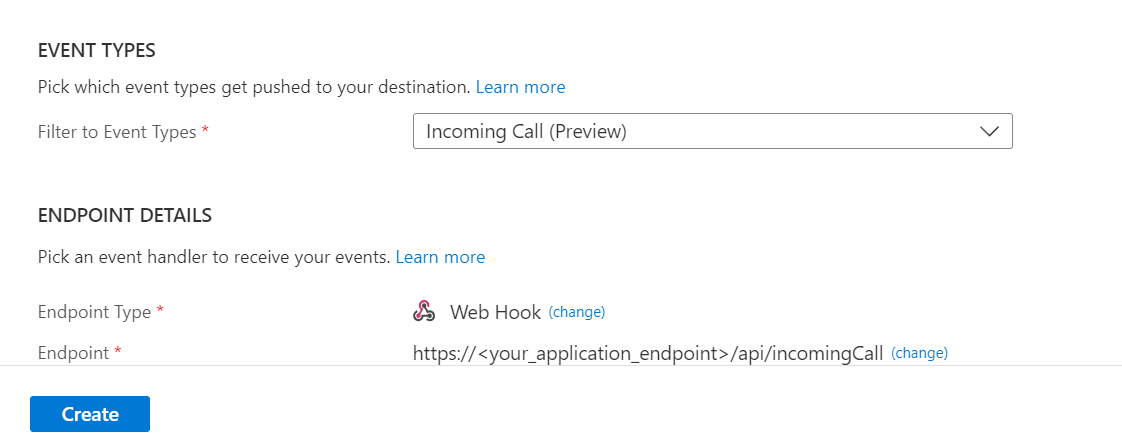 EVENT TYPES
Pick which event types get pushed to your destination. Learn more
Filter to Event Types * Incoming Call (Preview)
ENDPOINT DETAILS
Pick an event handler to receive your events. Learn more
Endpoint Type * Web Hook (change)
Endpoint * https://<your_application_endpoint>/api/incomingCall (change)
Create